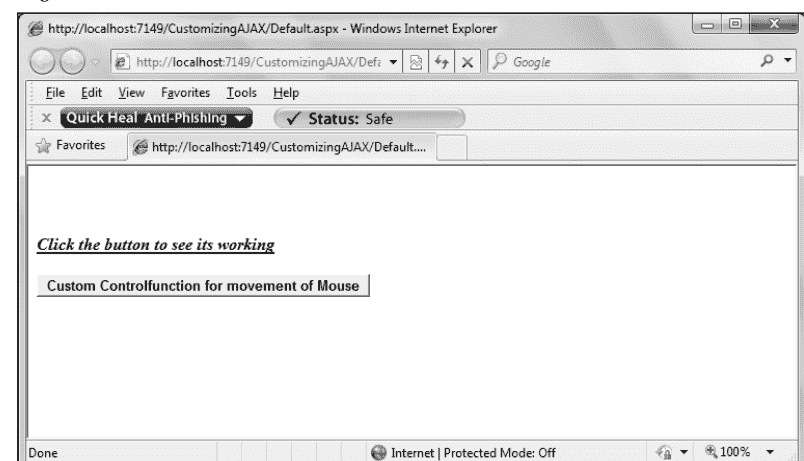 http://localhost:7149/CustomizingAJAX/Default.aspx - Windows Internet Explorer
http://localhost:7149/CustomizingAJAX/Defa
Google
File Edit View Favorites Tools Help
x Quick Heal Anti-Phishing ✓ Status: Safe
Favorites http://localhost:7149/CustomizingAJAX/Default....
Click the button to see its working
Custom Controlfunction for movement of Mouse
Done Internet | Protected Mode: Off 100%